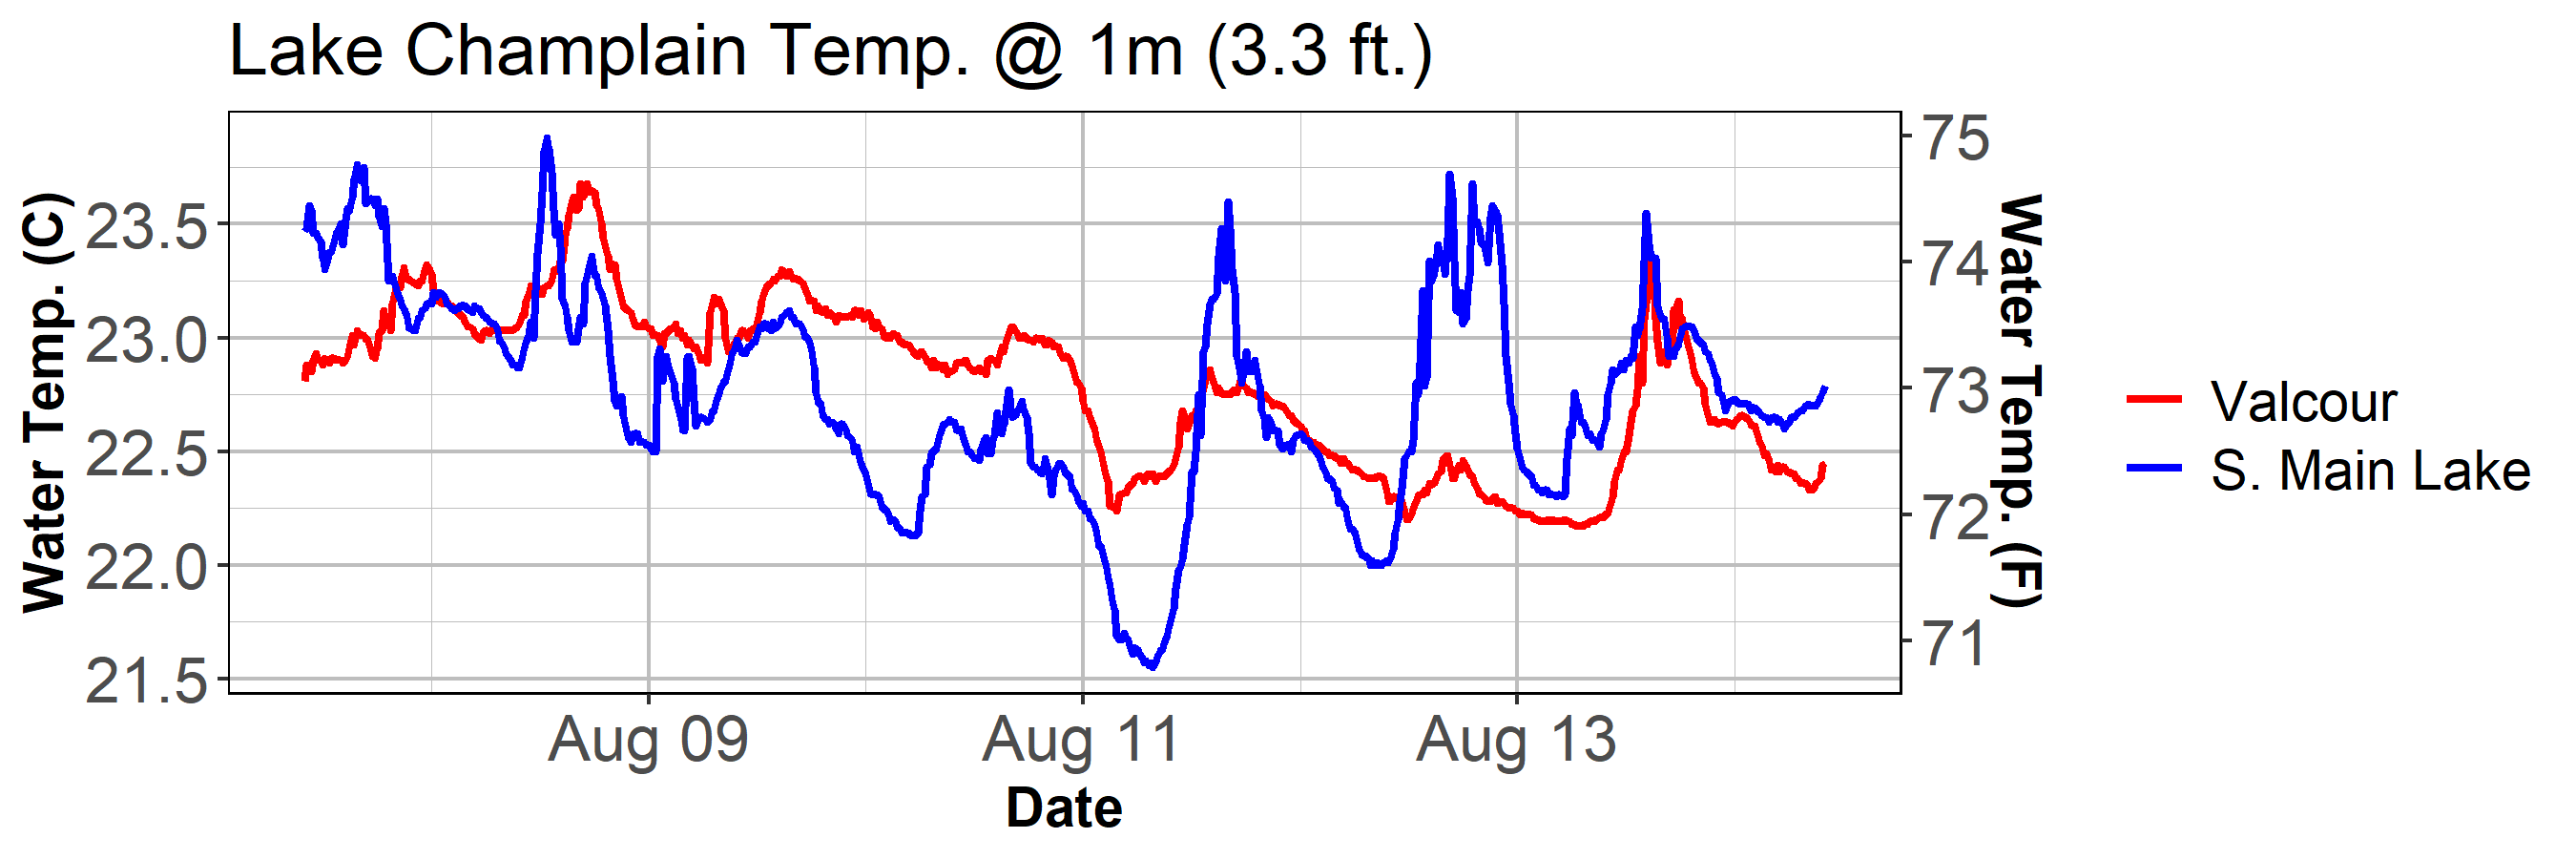 Lake Champlain Temp. @ 1m (3.3 ft.)
Water Temp. (C)
23.5
23.0
22.5
22.0
21.5
75
74
73
72
71
Water Temp. (F)
Aug 09
Aug 11
Aug 13
Date
Valcour
S. Main Lake